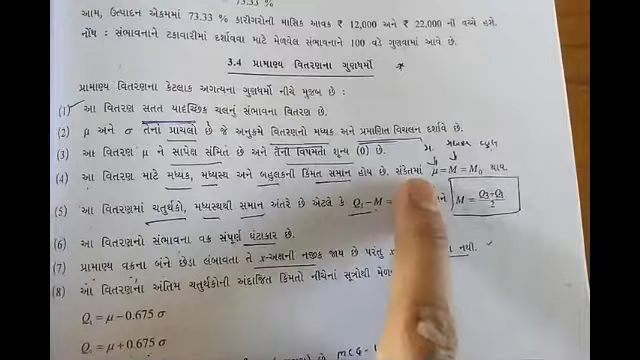 73.33 %
આમ, ઉત્પાદન એકમમાં 73.33 % કારીગરોની માસિક આવક ₹ 12,000 અને ₹ 22,000 ની વચ્ચે હશે.
નોંધ : સંભાવનાને ટકાવારીમાં દર્શાવવા માટે મેળવેલ સંભાવનાને 100 વડે ગુણવામાં આવે છે.
3.4 પ્રામાણ્ય વિતરણના ગુણધર્મો *
પ્રામાણ્ય વિતરણના કેટલાક અગત્યના ગુણધર્મો નીચે મુજબ છે :
(1) આ વિતરણ સતત યાદચ્છિક ચલનું સંભાવના વિતરણ છે.
(2) μ અને σ તેનાં પ્રાચલો છે જે અનુક્રમે વિતરણનો મધ્યક અને પ્રમાણિત વિચલન દર્શાવે છે.
(3) આ વિતરણ μ ને સાપેક્ષ સંમિત છે અને તેની વિષમતા શૂન્ય (0) છે.
(4) આ વિતરણ માટે મધ્યક, મધ્યસ્થ અને બહુલકની કિંમત સમાન હોય છે. સંકેતમાં μ = M = M₀ થાય.
(5) આ વિતરણમાં ચતુર્થકો, મધ્યસ્થથી સમાન અંતરે છે એટલે કે Q₃ − M = અને M = (Q₃+Q₁)/2
(6) આ વિતરણનો સંભાવના વક્ર સંપૂર્ણ ઘંટાકાર છે.
(7) પ્રામાણ્ય વક્રના બંને છેડા લંબાવતા તે x-અક્ષની નજીક જાય છે પરંતુ x નથી.
(8) આ વિતરણના અંતિમ ચતુર્થકોની અંદાજિત કિંમતો નીચેનાં સૂત્રોથી
Q₁ = μ − 0.675 σ
Q₃ = μ + 0.675 σ